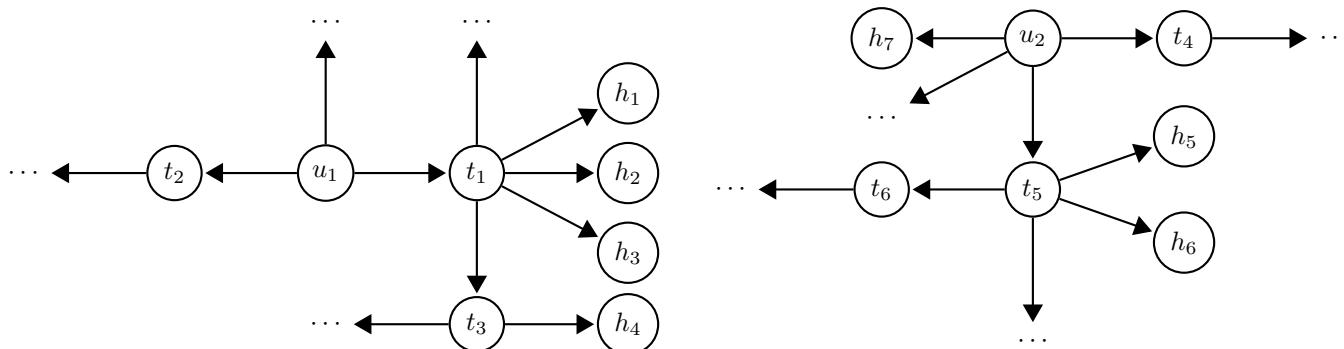 ... ...
h₁
... t₂ u₁ t₁ h₂
h₃
... t₃ h₄
h₇ u₂ t₄ ...
...
h₅
... t₆ t₅
h₆
...